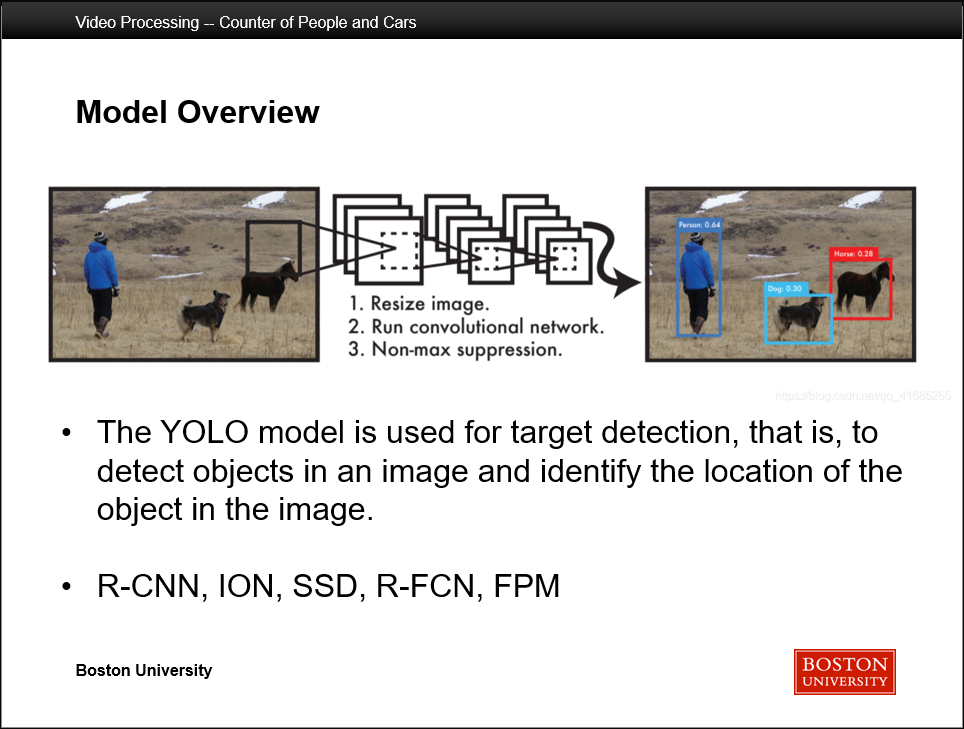 Video Processing -- Counter of People and Cars
Model Overview
1. Resize image.
2. Run convolutional network.
3. Non-max suppression.
Person: 0.64
Horse: 0.28
Dog: 0.30
https://blog.csdn.net/qq_41685265
• The YOLO model is used for target detection, that is, to
detect objects in an image and identify the location of the
object in the image.
• R-CNN, ION, SSD, R-FCN, FPM
Boston University
BOSTON
UNIVERSITY